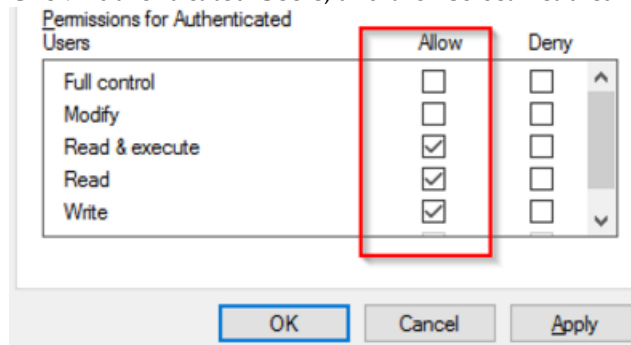 Permissions for Authenticated
Users Allow Deny
Full control
Modify
Read & execute
Read
Write
OK Cancel Apply